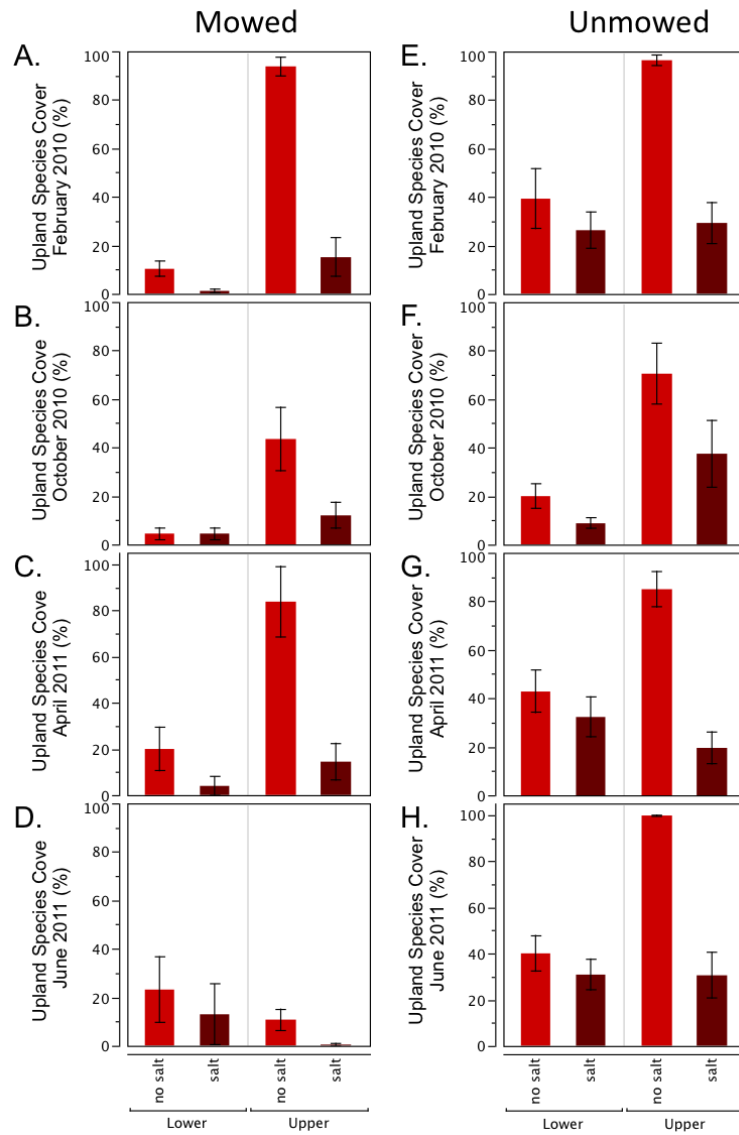 Mowed
Unmowed
A.
Upland Species Cover
February 2010 (%)
100
80
60
40
20
0
E.
Upland Species Cover
February 2010 (%)
100
80
60
40
20
0
B.
Upland Species Cove
October 2010 (%)
100
80
60
40
20
0
F.
Upland Species Cover
October 2010 (%)
100
80
60
40
20
0
C.
Upland Species Cove
April 2011 (%)
100
80
60
40
20
0
G.
Upland Species Cover
April 2011 (%)
100
80
60
40
20
0
D.
Upland Species Cove
June 2011 (%)
100
80
60
40
20
0
H.
Upland Species Cover
June 2011 (%)
100
80
60
40
20
0
no salt
salt
no salt
salt
Lower
Upper
no salt
salt
no salt
salt
Lower
Upper